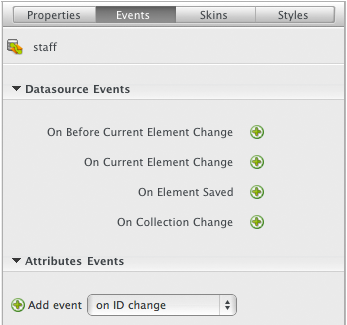 Properties Events Skins Styles
staff
Datasource Events
On Before Current Element Change
On Current Element Change
On Element Saved
On Collection Change
Attributes Events
Add event on ID change